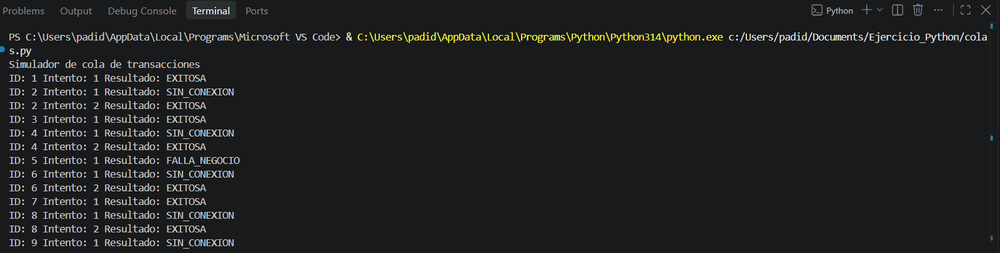 Problems Output Debug Console Terminal Ports Python
PS C:\Users\padid\AppData\Local\Programs\Microsoft VS Code> & C:\Users\padid\AppData\Local\Programs\Python\Python314\python.exe c:/Users/padid/Documents/Ejercicio_Python/cola
s.py
Simulador de cola de transacciones
ID: 1 Intento: 1 Resultado: EXITOSA
ID: 2 Intento: 1 Resultado: SIN_CONEXION
ID: 2 Intento: 2 Resultado: EXITOSA
ID: 3 Intento: 1 Resultado: EXITOSA
ID: 4 Intento: 1 Resultado: SIN_CONEXION
ID: 4 Intento: 2 Resultado: EXITOSA
ID: 5 Intento: 1 Resultado: FALLA_NEGOCIO
ID: 6 Intento: 1 Resultado: SIN_CONEXION
ID: 6 Intento: 2 Resultado: EXITOSA
ID: 7 Intento: 1 Resultado: EXITOSA
ID: 8 Intento: 1 Resultado: SIN_CONEXION
ID: 8 Intento: 2 Resultado: EXITOSA
ID: 9 Intento: 1 Resultado: SIN_CONEXION